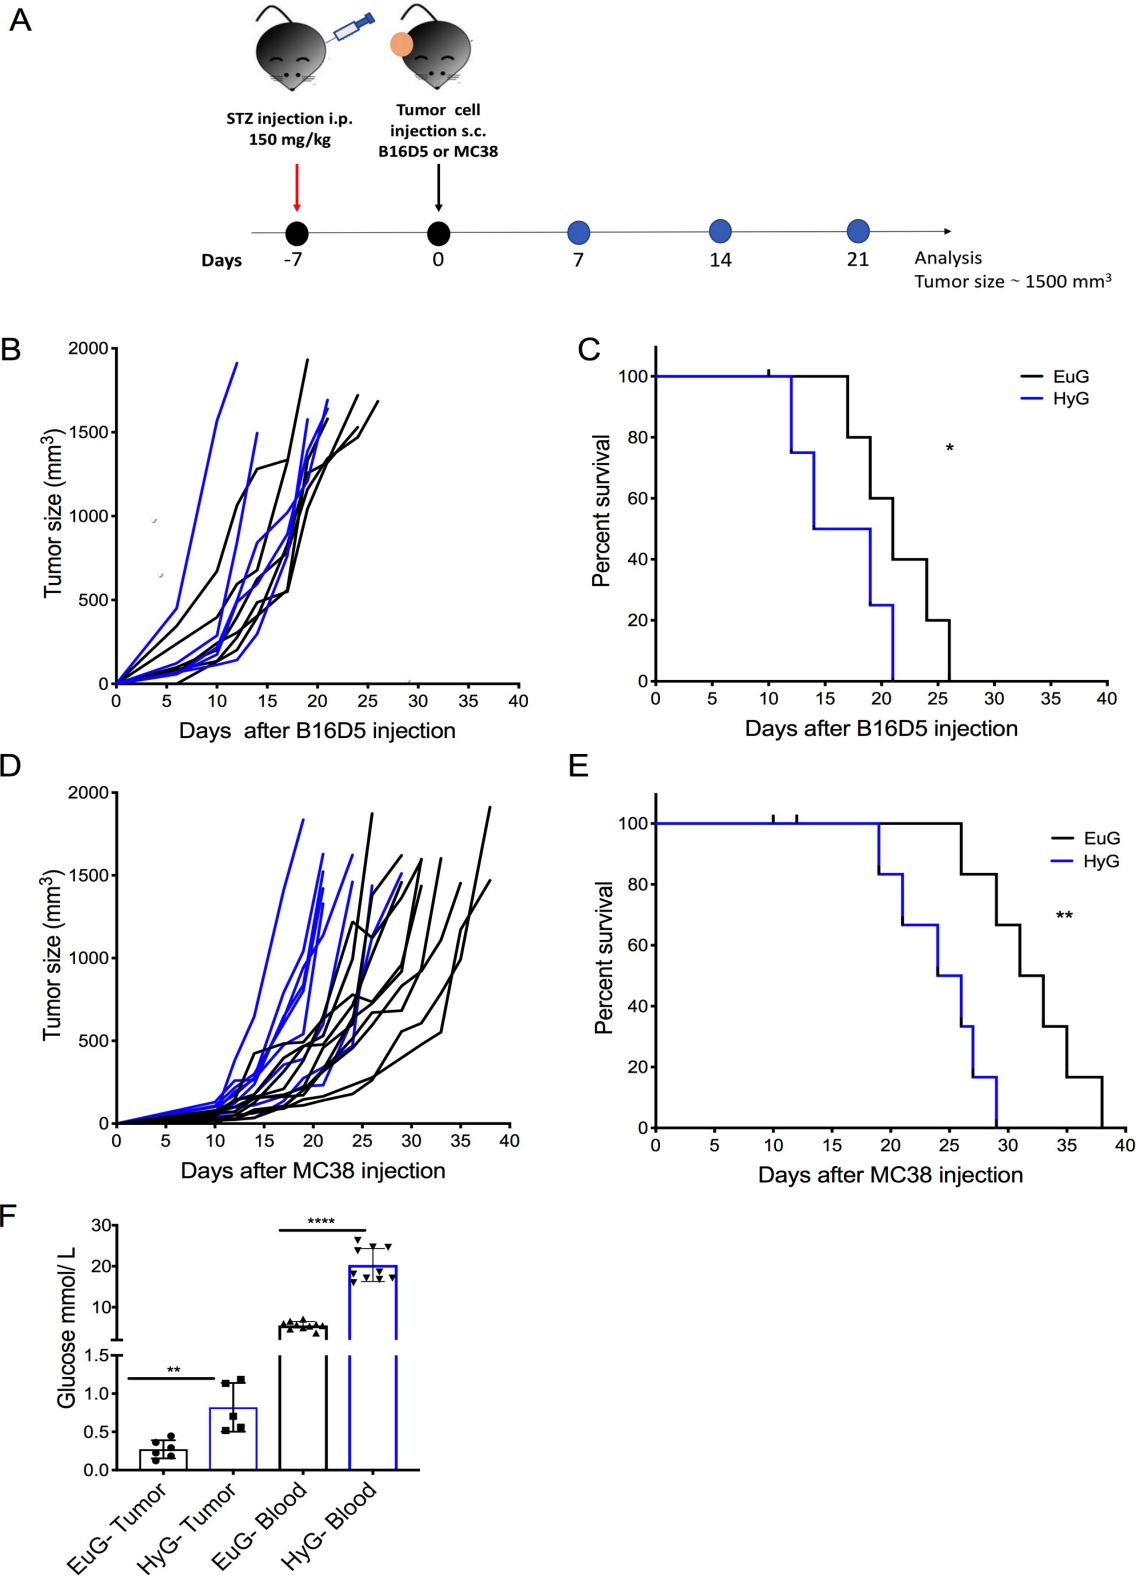 A
STZ injection i.p.
150 mg/kg
Tumor cell
injection s.c.
B16D5 or MC38
Days
-7
0
7
14
21
Analysis
Tumor size ~ 1500 mm³
B
Tumor size (mm³)
2000
1500
1000
500
0
0 5 10 15 20 25 30 35 40
Days after B16D5 injection
C
Percent survival
100
80
60
40
20
0
EuG
HyG
*
0 5 10 15 20 25 30 35 40
Days after B16D5 injection
D
Tumor size (mm³)
2000
1500
1000
500
0
0 5 10 15 20 25 30 35 40
Days after MC38 injection
E
Percent survival
100
80
60
40
20
0
EuG
HyG
**
0 5 10 15 20 25 30 35 40
Days after MC38 injection
F
Glucose mmol/ L
30
20
10
1.5
1.0
0.5
0.0
**
****
EuG- Tumor
HyG- Tumor
EuG- Blood
HyG- Blood